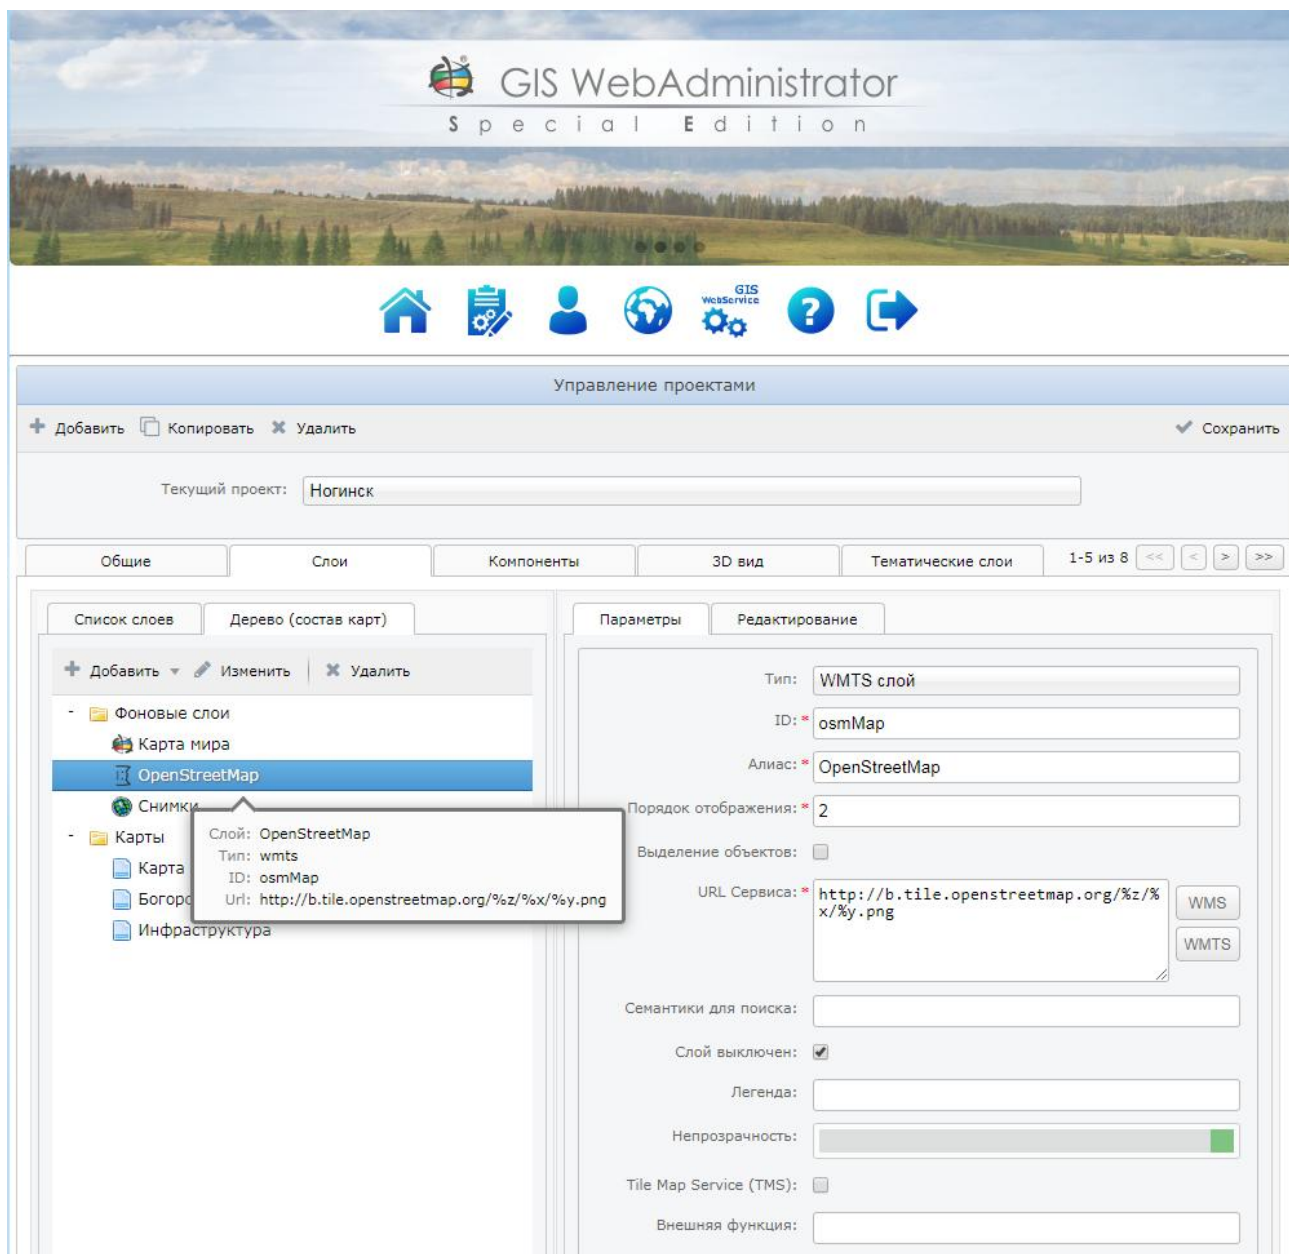 GIS WebAdministrator
Special Edition
GIS
WebService
?
Управление проектами
Добавить Копировать Удалить Сохранить
Текущий проект: Ногинск
Общие Слои Компоненты 3D вид Тематические слои 1-5 из 8 << < > >>
Список слоев Дерево (состав карт)
Добавить Изменить Удалить
- Фоновые слои
Карта мира
OpenStreetMap
Снимки
- Карты
Карта
Богоро
Инфраструктура
Слой: OpenStreetMap
Тип: wmts
ID: osmMap
Url: http://b.tile.openstreetmap.org/%z/%x/%y.png
Параметры Редактирование
Тип: WMTS слой
ID: * osmMap
Алиас: * OpenStreetMap
Порядок отображения: * 2
Выделение объектов:
URL Сервиса: * http://b.tile.openstreetmap.org/%z/%
x/%y.png
WMS
WMTS
Семантики для поиска:
Слой выключен:
Легенда:
Непрозрачность:
Tile Map Service (TMS):
Внешняя функция: